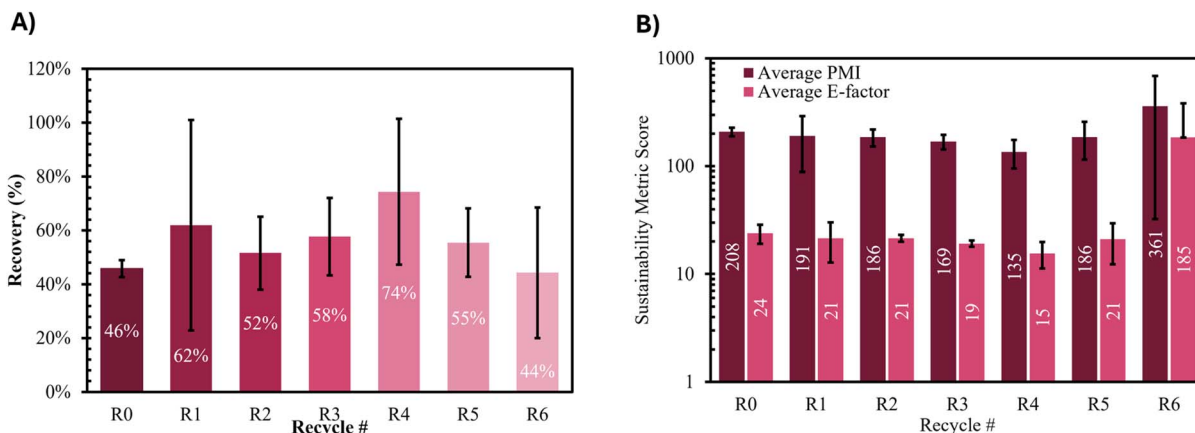 A)
120%
100%
80%
60%
40%
20%
0%
Recovery (%)
46%
62%
52%
58%
74%
55%
44%
R0 R1 R2 R3 R4 R5 R6
Recycle #
B)
1000
100
10
1
Sustainability Metric Score
Average PMI
Average E-factor
208 24 191 21 186 21 169 19 135 15 186 21 361 185
R0 R1 R2 R3 R4 R5 R6
Recycle #